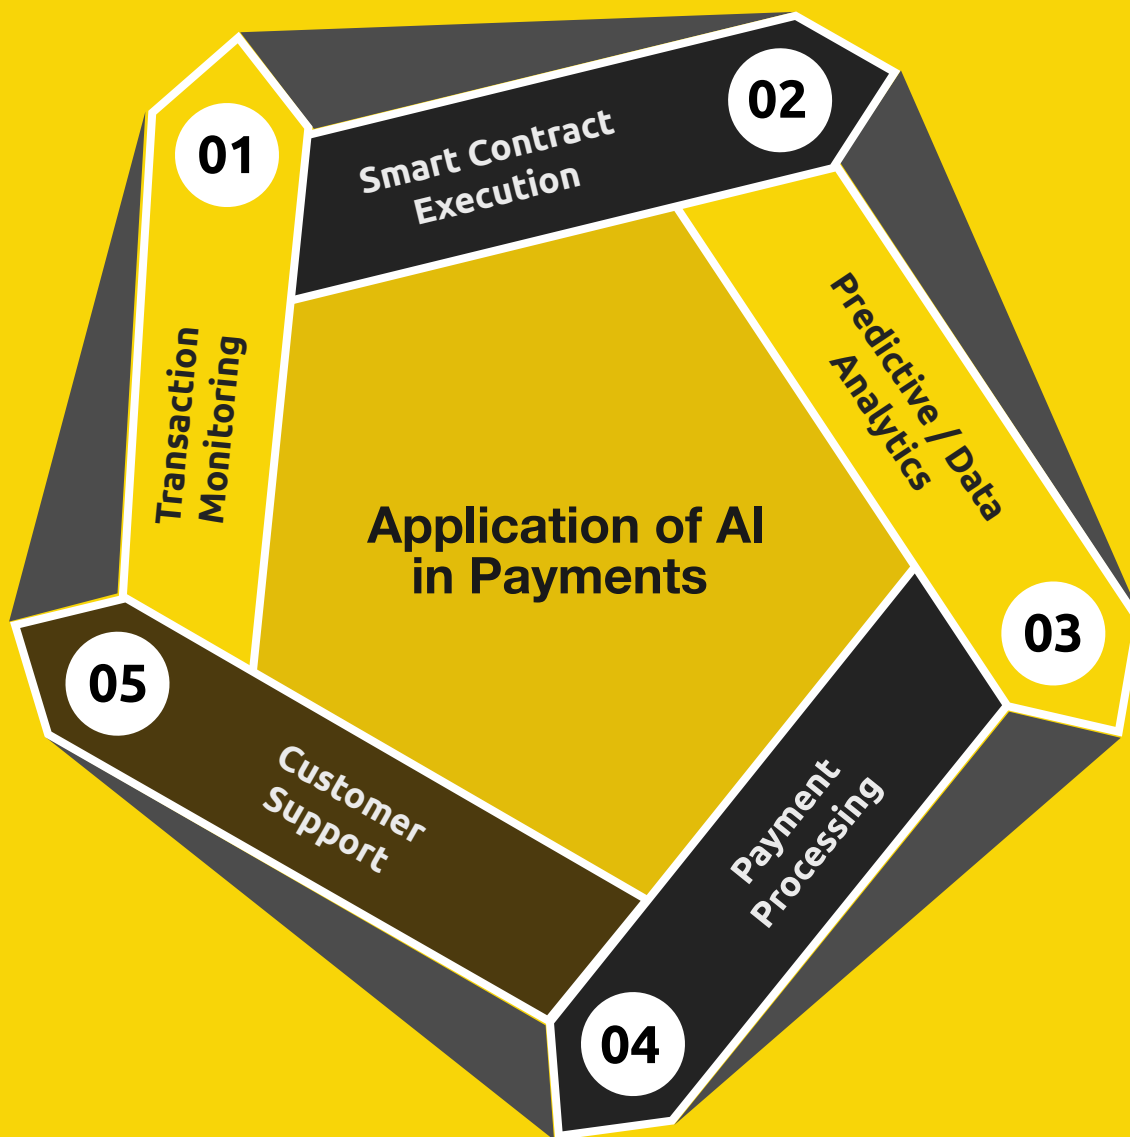 01
Transaction
Monitoring
02
Smart Contract
Execution
03
Predictive / Data
Analytics
04
Payment
Processing
05
Customer
Support
Application of AI
in Payments